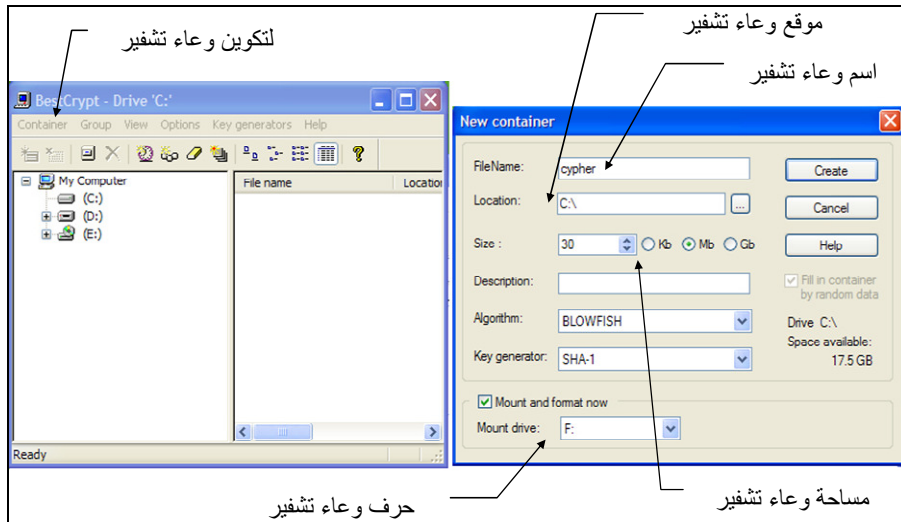 موقع وعاء تشفير
لتكوين وعاء تشفير
اسم وعاء تشفير
BestCrypt - Drive 'C:'
Container Group View Options Key generators Help
My Computer
(C:)
(D:)
(E:)
File name Location
Ready
New container
FileName: cypher Create
Location: C:\ ... Cancel
Size : 30 Kb Mb Gb Help
Description: Fill in container
by random data
Algorithm: BLOWFISH Drive C:\
Space available:
Key generator: SHA-1 17.5 GB
Mount and format now
Mount drive: F:
مساحة وعاء تشفير
حرف وعاء تشفير